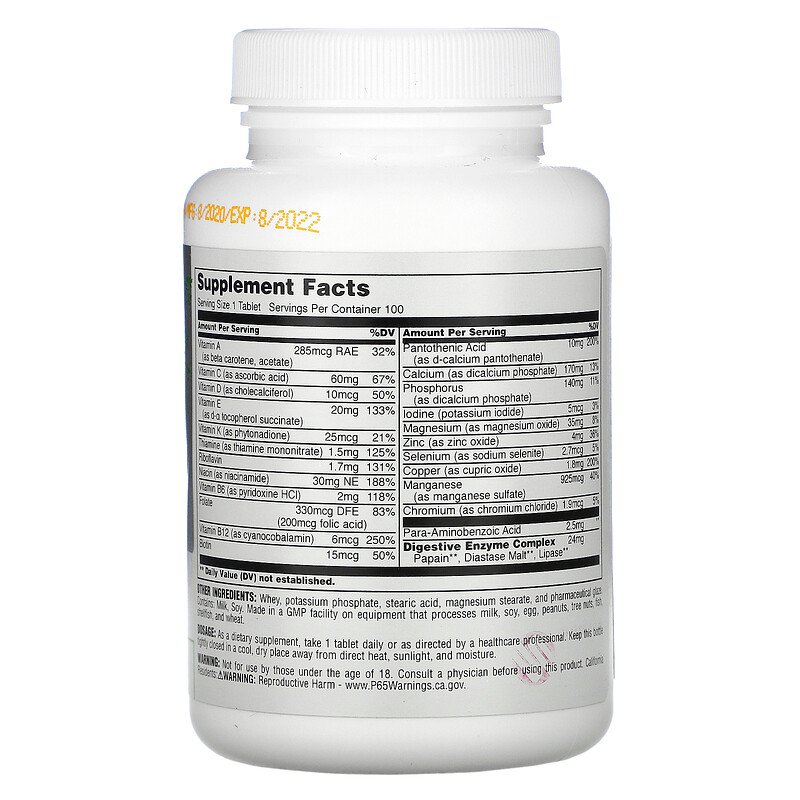 MFG 8/2020/EXP:8/2022
Supplement Facts
Serving Size 1 Tablet Servings Per Container 100
Amount Per Serving %DV
Vitamin A 285mcg RAE 32%
(as beta carotene, acetate)
Vitamin C (as ascorbic acid) 60mg 67%
Vitamin D (as cholecalciferol) 10mcg 50%
Vitamin E 20mg 133%
(as d-α tocopherol succinate)
Vitamin K (as phytonadione) 25mcg 21%
Thiamine (as thiamine mononitrate) 1.5mg 125%
Riboflavin 1.7mg 131%
Niacin (as niacinamide) 30mg NE 188%
Vitamin B6 (as pyridoxine HCl) 2mg 118%
Folate 330mcg DFE 83%
(200mcg folic acid)
Vitamin B12 (as cyanocobalamin) 6mcg 250%
Biotin 15mcg 50%
Amount Per Serving %DV
Pantothenic Acid 10mg 200%
(as d-calcium pantothenate)
Calcium (as dicalcium phosphate) 170mg 13%
Phosphorus 140mg 11%
(as dicalcium phosphate)
Iodine (potassium iodide) 5mcg 3%
Magnesium (as magnesium oxide) 35mg 8%
Zinc (as zinc oxide) 4mg 36%
Selenium (as sodium selenite) 2.7mcg 5%
Copper (as cupric oxide) 1.8mg 200%
Manganese 925mcg 40%
(as manganese sulfate)
Chromium (as chromium chloride) 1.9mcg 5%
Para-Aminobenzoic Acid 2.5mg **
Digestive Enzyme Complex 24mg
Papain**, Diastase Malt**, Lipase**
** Daily Value (DV) not established.
OTHER INGREDIENTS: Whey, potassium phosphate, stearic acid, magnesium stearate, and pharmaceutical glaze.
Contains: Milk, Soy. Made in a GMP facility on equipment that processes milk, soy, egg, peanuts, tree nuts, fish,
shellfish, and wheat.
DOSAGE: As a dietary supplement, take 1 tablet daily or as directed by a healthcare professional. Keep this bottle
tightly closed in a cool, dry place away from direct heat, sunlight, and moisture.
WARNING: Not for use by those under the age of 18. Consult a physician before using this product. California
Residents: ⚠WARNING: Reproductive Harm - www.P65Warnings.ca.gov.